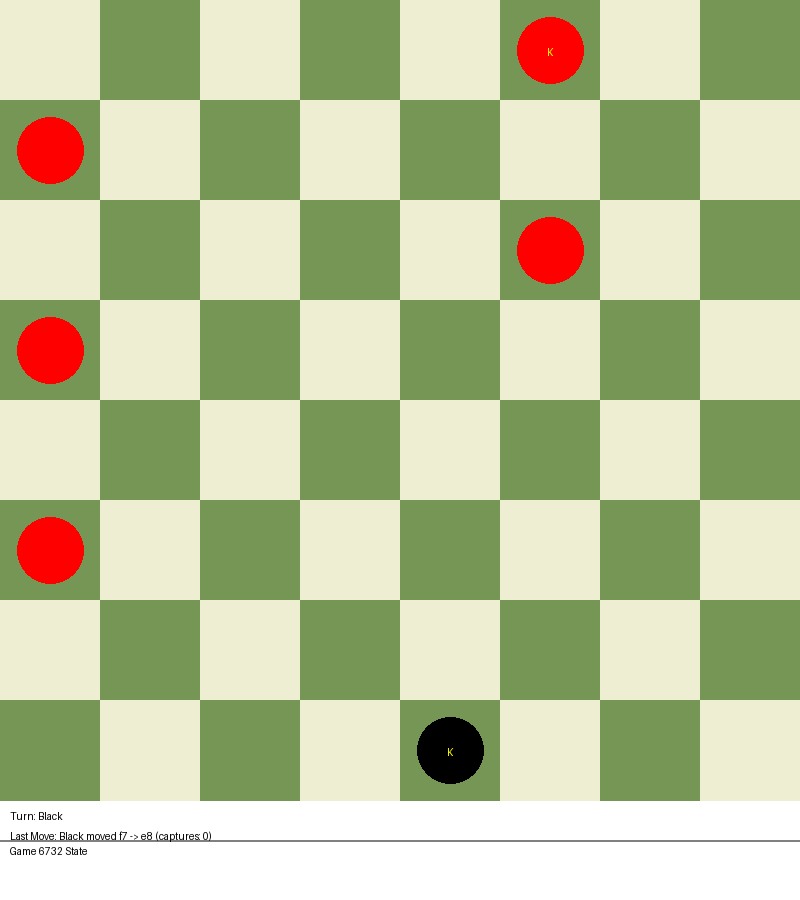 K
K
Turn: Black
Last Move: Black moved f7 -> e8 (captures: 0)
Game 6732 State